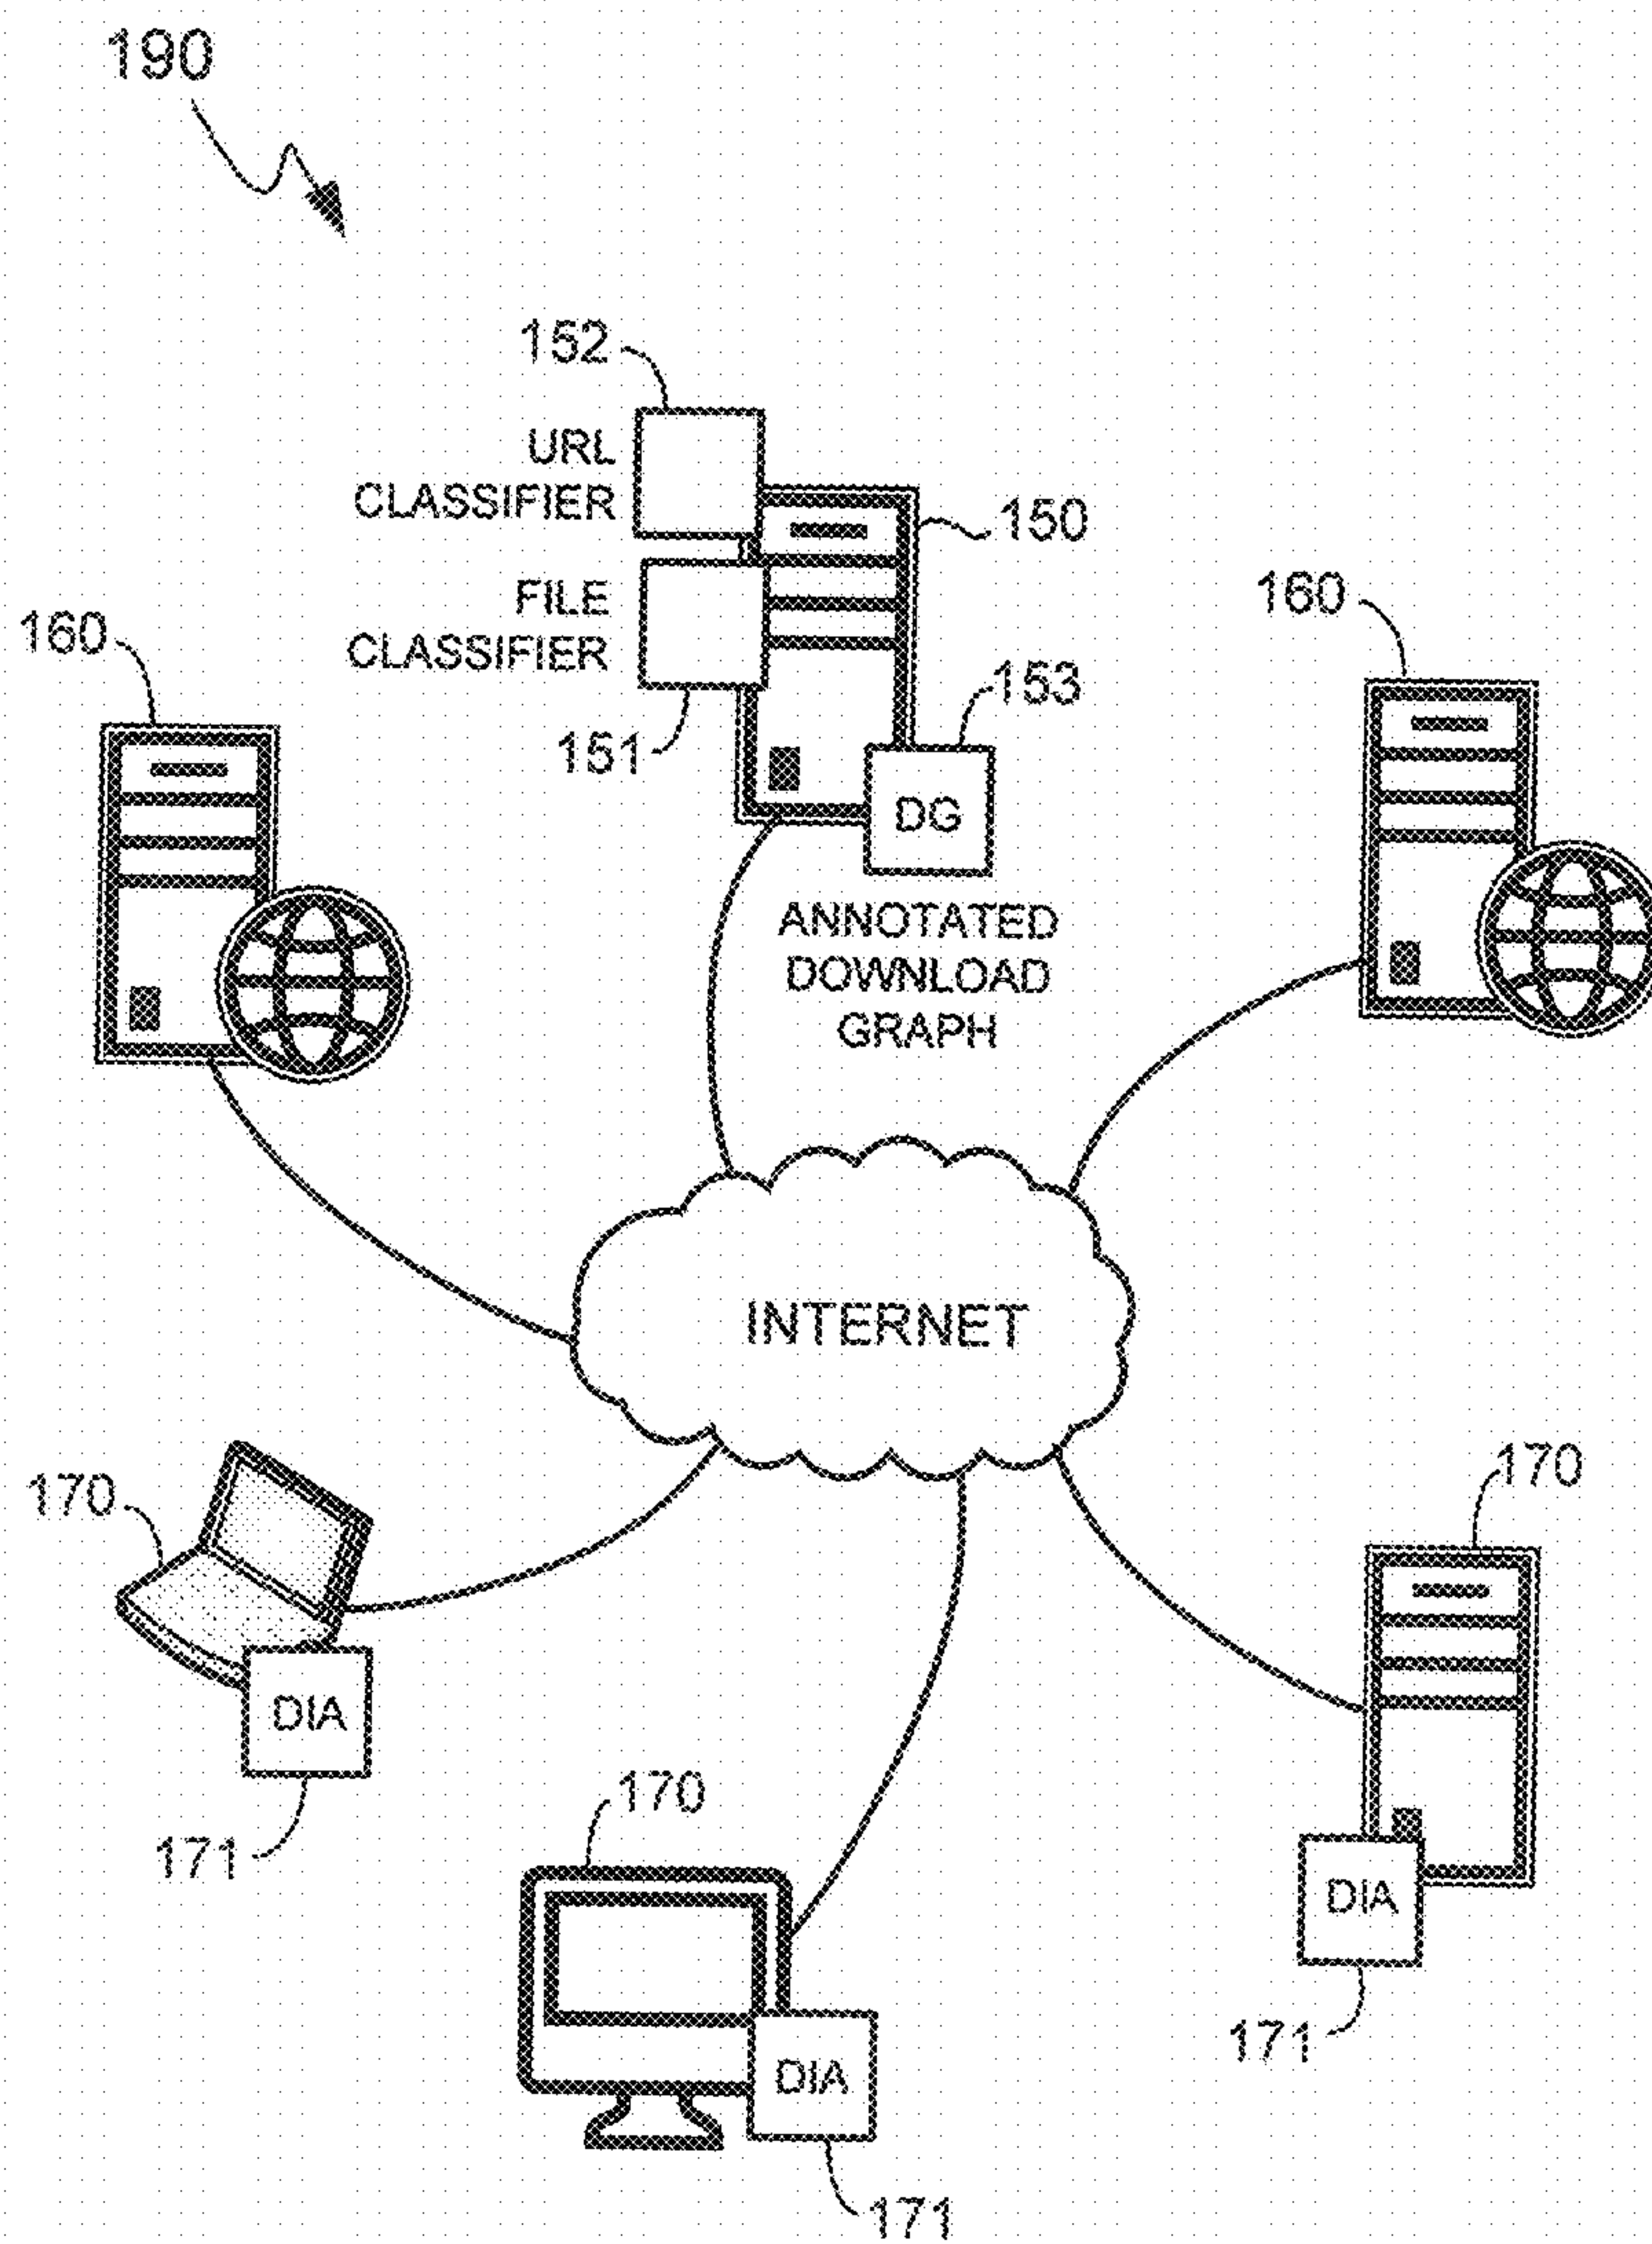 190
152
URL
CLASSIFIER
150
FILE
CLASSIFIER
160
160
153
151
DG
ANNOTATED
DOWNLOAD
GRAPH
INTERNET
170
170
DIA
170
171
DIA
DIA
171
171